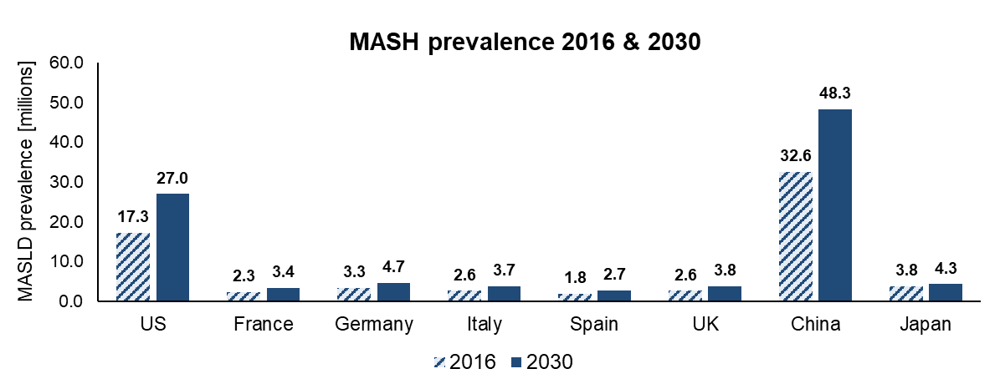 MASH prevalence 2016 & 2030
MASLD prevalence [millions]
60.0
50.0
40.0
30.0
20.0
10.0
0.0
17.3
27.0
2.3
3.4
3.3
4.7
2.6
3.7
1.8
2.7
2.6
3.8
32.6
48.3
3.8
4.3
US
France
Germany
Italy
Spain
UK
China
Japan
2016
2030